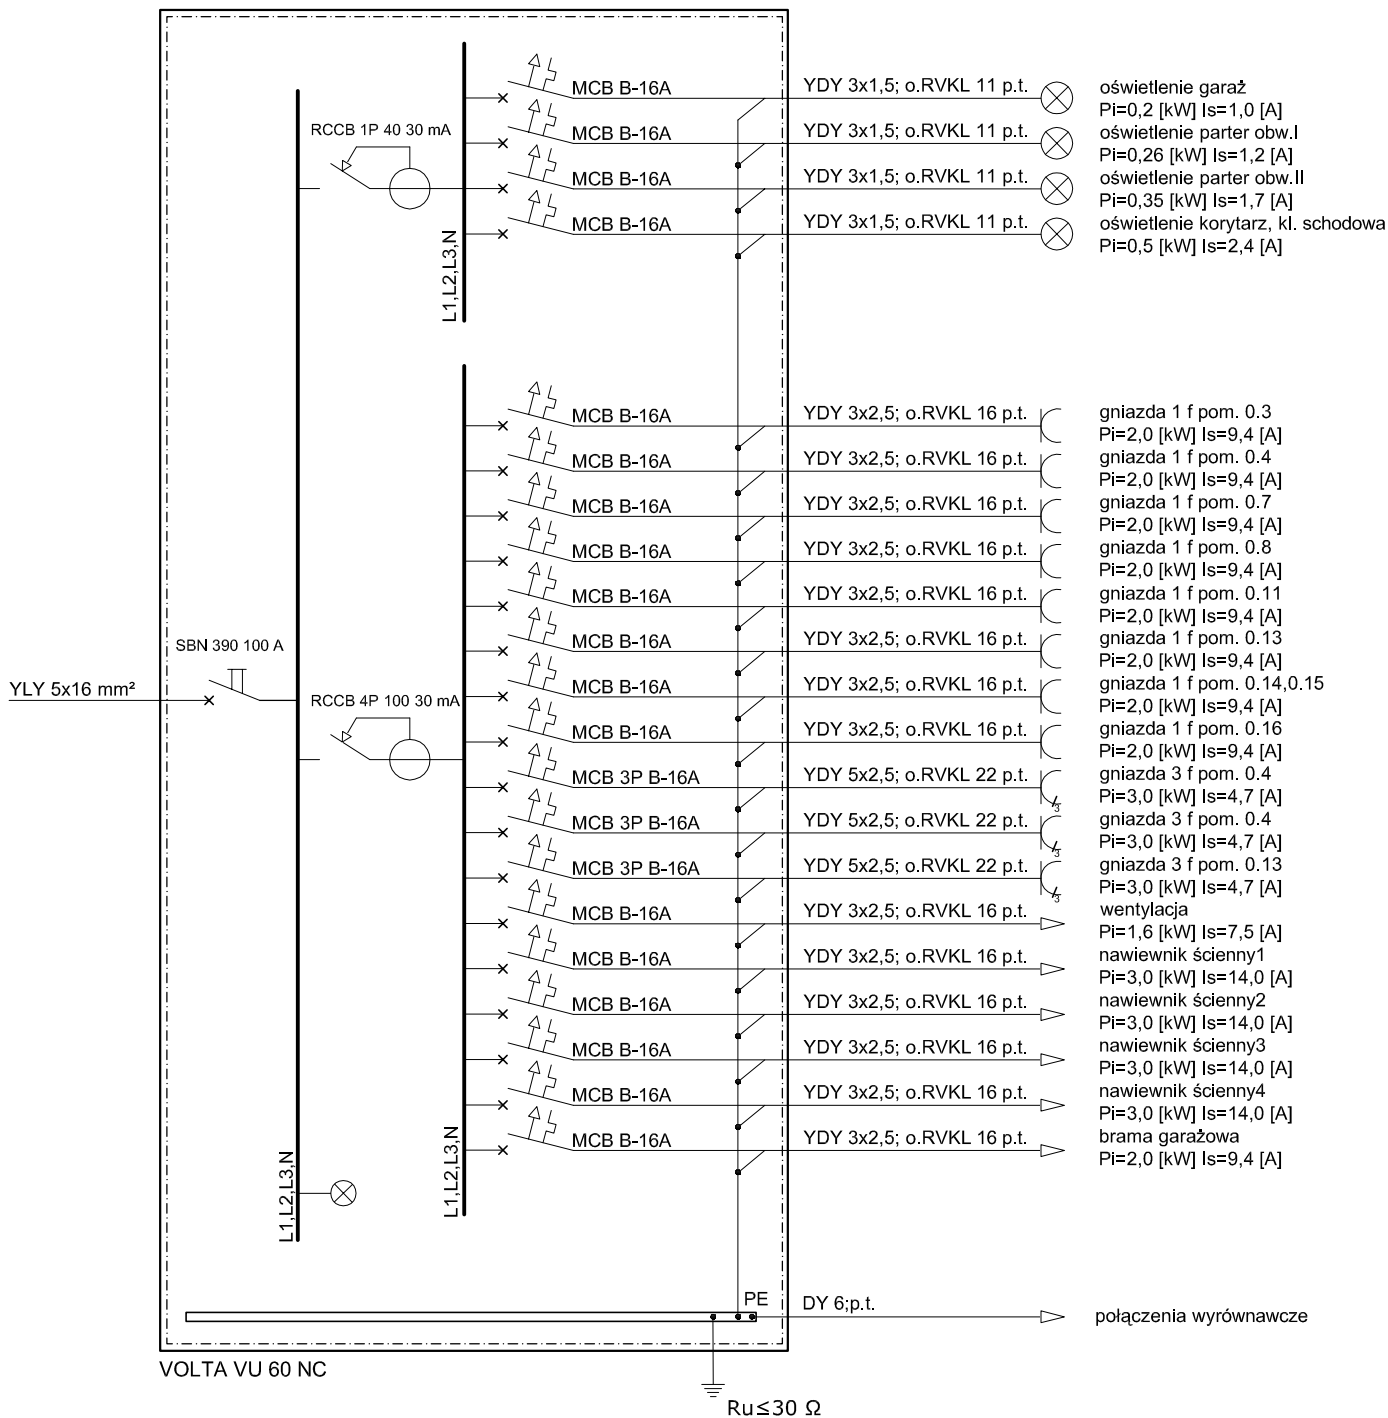 MCB B-16A
YDY 3x1,5; o.RVKL 11 p.t.
oświetlenie garaż
Pi=0,2 [kW] Is=1,0 [A]
RCCB 1P 40 30 mA
MCB B-16A
YDY 3x1,5; o.RVKL 11 p.t.
oświetlenie parter obw.I
Pi=0,26 [kW] Is=1,2 [A]
MCB B-16A
YDY 3x1,5; o.RVKL 11 p.t.
oświetlenie parter obw.II
Pi=0,35 [kW] Is=1,7 [A]
MCB B-16A
YDY 3x1,5; o.RVKL 11 p.t.
oświetlenie korytarz, kl. schodowa
Pi=0,5 [kW] Is=2,4 [A]
L1,L2,L3,N
MCB B-16A
YDY 3x2,5; o.RVKL 16 p.t.
gniazda 1 f pom. 0.3
Pi=2,0 [kW] Is=9,4 [A]
MCB B-16A
YDY 3x2,5; o.RVKL 16 p.t.
gniazda 1 f pom. 0.4
Pi=2,0 [kW] Is=9,4 [A]
MCB B-16A
YDY 3x2,5; o.RVKL 16 p.t.
gniazda 1 f pom. 0.7
Pi=2,0 [kW] Is=9,4 [A]
MCB B-16A
YDY 3x2,5; o.RVKL 16 p.t.
gniazda 1 f pom. 0.8
Pi=2,0 [kW] Is=9,4 [A]
MCB B-16A
YDY 3x2,5; o.RVKL 16 p.t.
gniazda 1 f pom. 0.11
Pi=2,0 [kW] Is=9,4 [A]
SBN 390 100 A
MCB B-16A
YDY 3x2,5; o.RVKL 16 p.t.
gniazda 1 f pom. 0.13
Pi=2,0 [kW] Is=9,4 [A]
YLY 5x16 mm²
RCCB 4P 100 30 mA
MCB B-16A
YDY 3x2,5; o.RVKL 16 p.t.
gniazda 1 f pom. 0.14,0.15
Pi=2,0 [kW] Is=9,4 [A]
MCB B-16A
YDY 3x2,5; o.RVKL 16 p.t.
gniazda 1 f pom. 0.16
Pi=2,0 [kW] Is=9,4 [A]
MCB 3P B-16A
YDY 5x2,5; o.RVKL 22 p.t.
3
gniazda 3 f pom. 0.4
Pi=3,0 [kW] Is=4,7 [A]
MCB 3P B-16A
YDY 5x2,5; o.RVKL 22 p.t.
3
gniazda 3 f pom. 0.4
Pi=3,0 [kW] Is=4,7 [A]
MCB 3P B-16A
YDY 5x2,5; o.RVKL 22 p.t.
3
gniazda 3 f pom. 0.13
Pi=3,0 [kW] Is=4,7 [A]
MCB B-16A
YDY 3x2,5; o.RVKL 16 p.t.
wentylacja
Pi=1,6 [kW] Is=7,5 [A]
MCB B-16A
YDY 3x2,5; o.RVKL 16 p.t.
nawiewnik ścienny1
Pi=3,0 [kW] Is=14,0 [A]
MCB B-16A
YDY 3x2,5; o.RVKL 16 p.t.
nawiewnik ścienny2
Pi=3,0 [kW] Is=14,0 [A]
MCB B-16A
YDY 3x2,5; o.RVKL 16 p.t.
nawiewnik ścienny3
Pi=3,0 [kW] Is=14,0 [A]
MCB B-16A
YDY 3x2,5; o.RVKL 16 p.t.
nawiewnik ścienny4
Pi=3,0 [kW] Is=14,0 [A]
MCB B-16A
YDY 3x2,5; o.RVKL 16 p.t.
brama garażowa
Pi=2,0 [kW] Is=9,4 [A]
L1,L2,L3,N
L1,L2,L3,N
PE
DY 6;p.t.
połączenia wyrównawcze
VOLTA VU 60 NC
Ru≤30 Ω